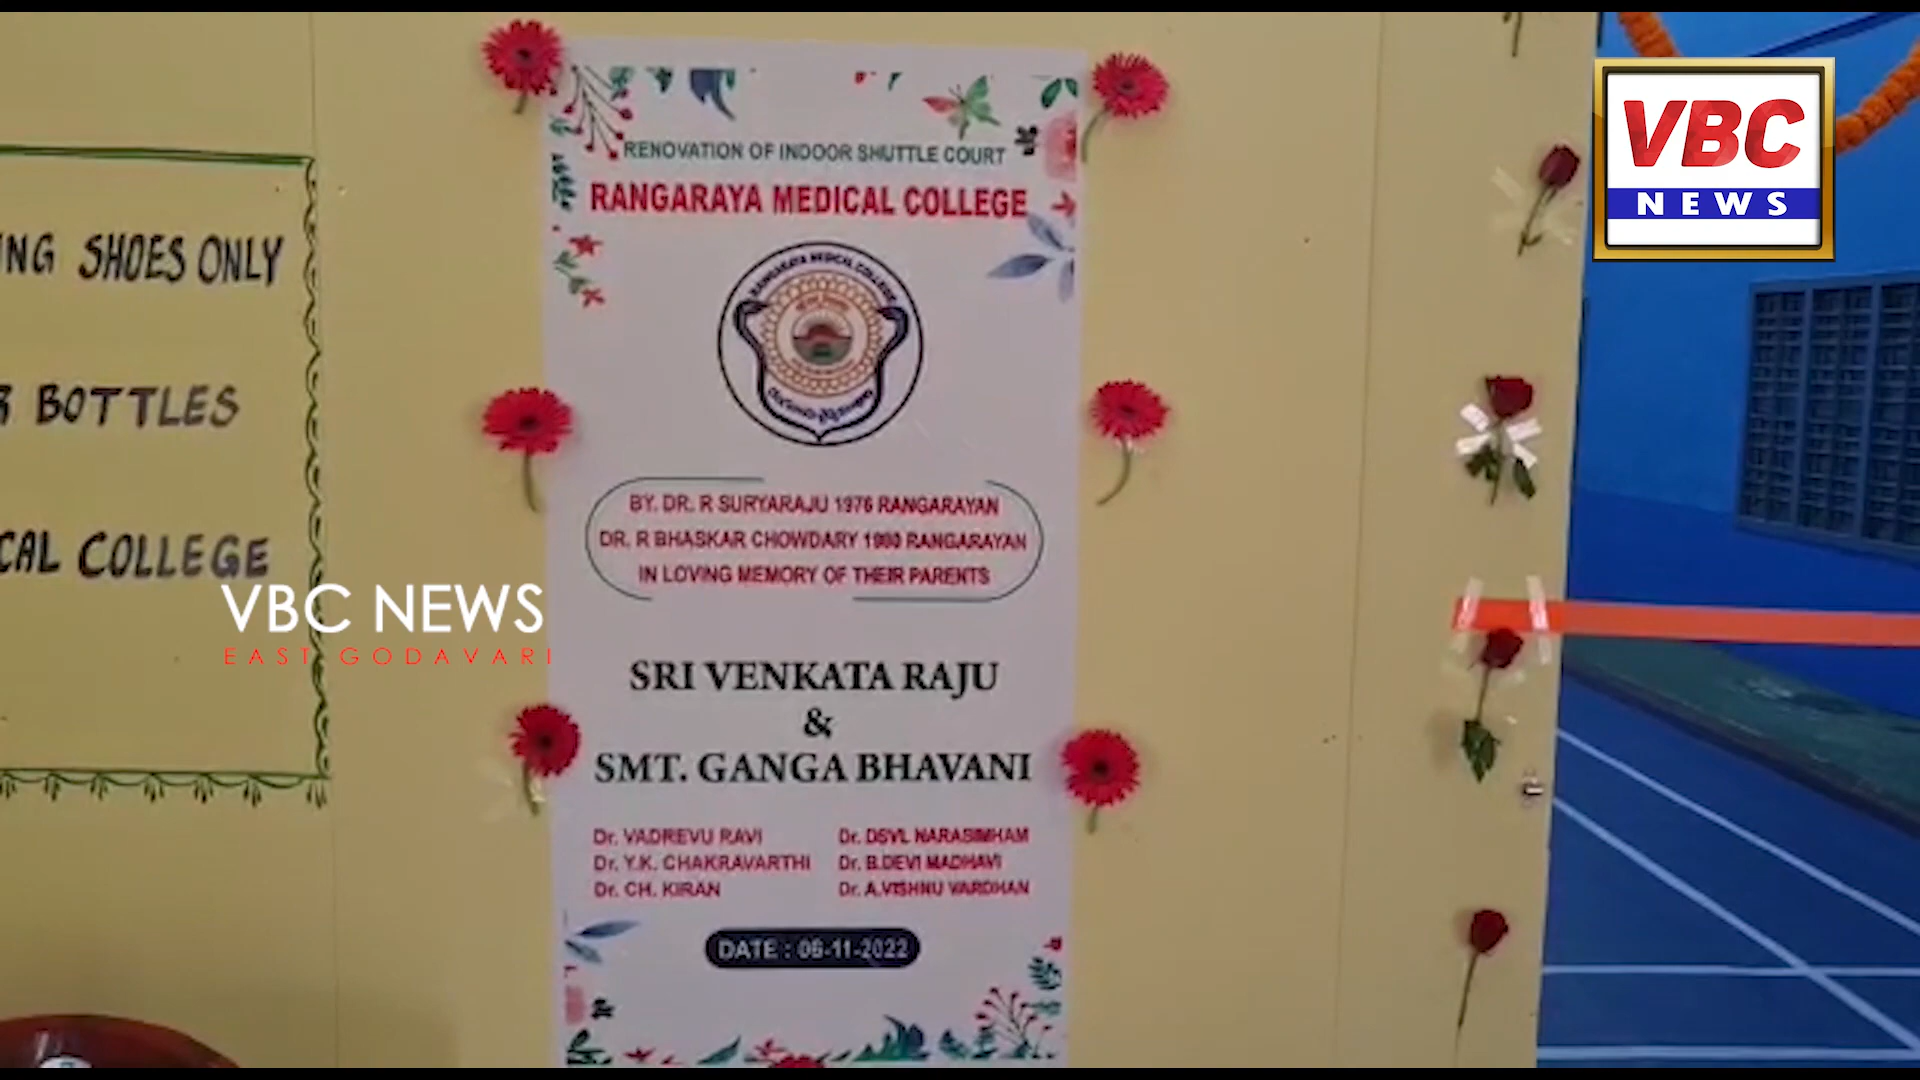 NG SHOES ONLY
BOTTLES
CAL COLLEGE
RENOVATION OF INDOOR SHUTTLE COURT
RANGARAYA MEDICAL COLLEGE
RANGARAYA MEDICAL COLLEGE
BY. DR. R SURYARAJU 1976 RANGARAYAN
DR. R BHASKAR CHOWDARY 1980 RANGARAYAN
IN LOVING MEMORY OF THEIR PARENTS
SRI VENKATA RAJU
&
SMT. GANGA BHAVANI
Dr. VADREVU RAVI
Dr. Y.K. CHAKRAVARTHI
Dr. CH. KIRAN
Dr. DSVL NARASIMHAM
Dr. B.DEVI MADHAVI
Dr. A.VISHNU VARDHAN
DATE : 06-11-2022
VBC
NEWS
VBC NEWS
EAST GODAVARI